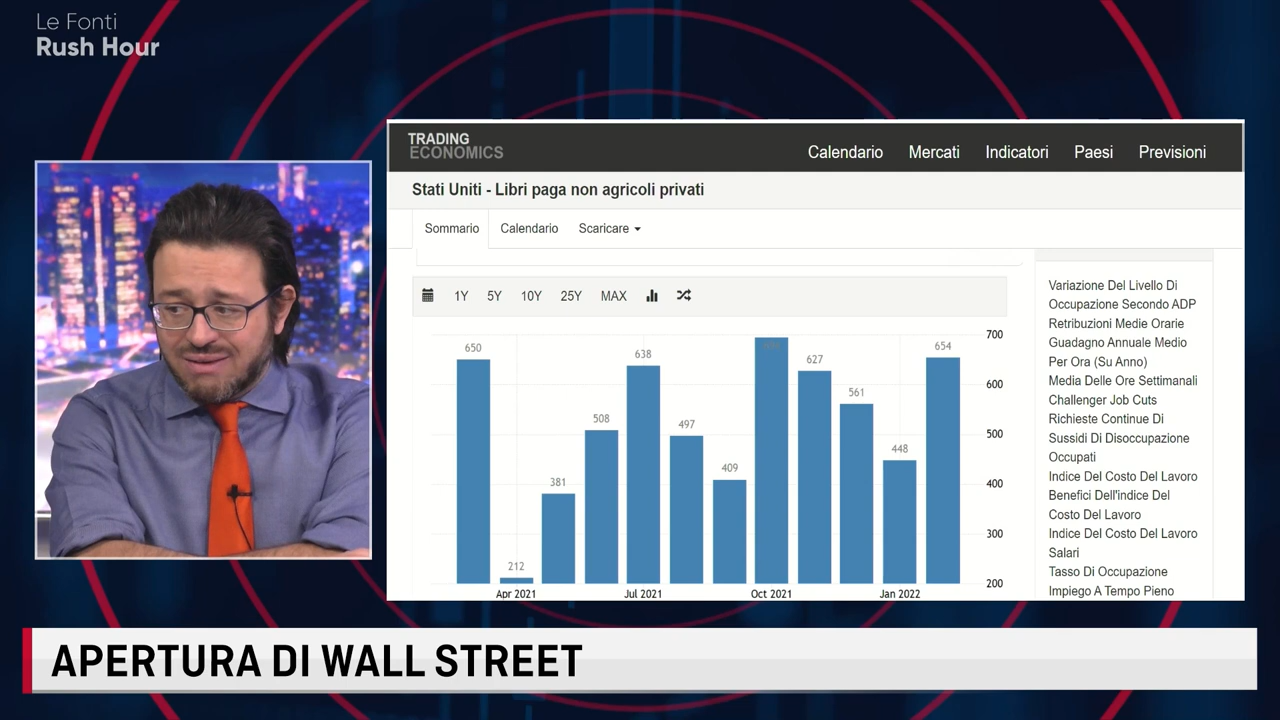 Le Fonti
Rush Hour
TRADING
ECONOMICS
Calendario Mercati Indicatori Paesi Previsioni
Stati Uniti - Libri paga non agricoli privati
Sommario Calendario Scaricare
1Y 5Y 10Y 25Y MAX
650
212
381
508
638
497
409
627
561
448
654
700
600
500
400
300
200
Apr 2021 Jul 2021 Oct 2021 Jan 2022
Variazione Del Livello Di
Occupazione Secondo ADP
Retribuzioni Medie Orarie
Guadagno Annuale Medio
Per Ora (Su Anno)
Media Delle Ore Settimanali
Challenger Job Cuts
Richieste Continue Di
Sussidi Di Disoccupazione
Occupati
Indice Del Costo Del Lavoro
Benefici Dell'indice Del
Costo Del Lavoro
Indice Del Costo Del Lavoro
Salari
Tasso Di Occupazione
Impiego A Tempo Pieno
APERTURA DI WALL STREET